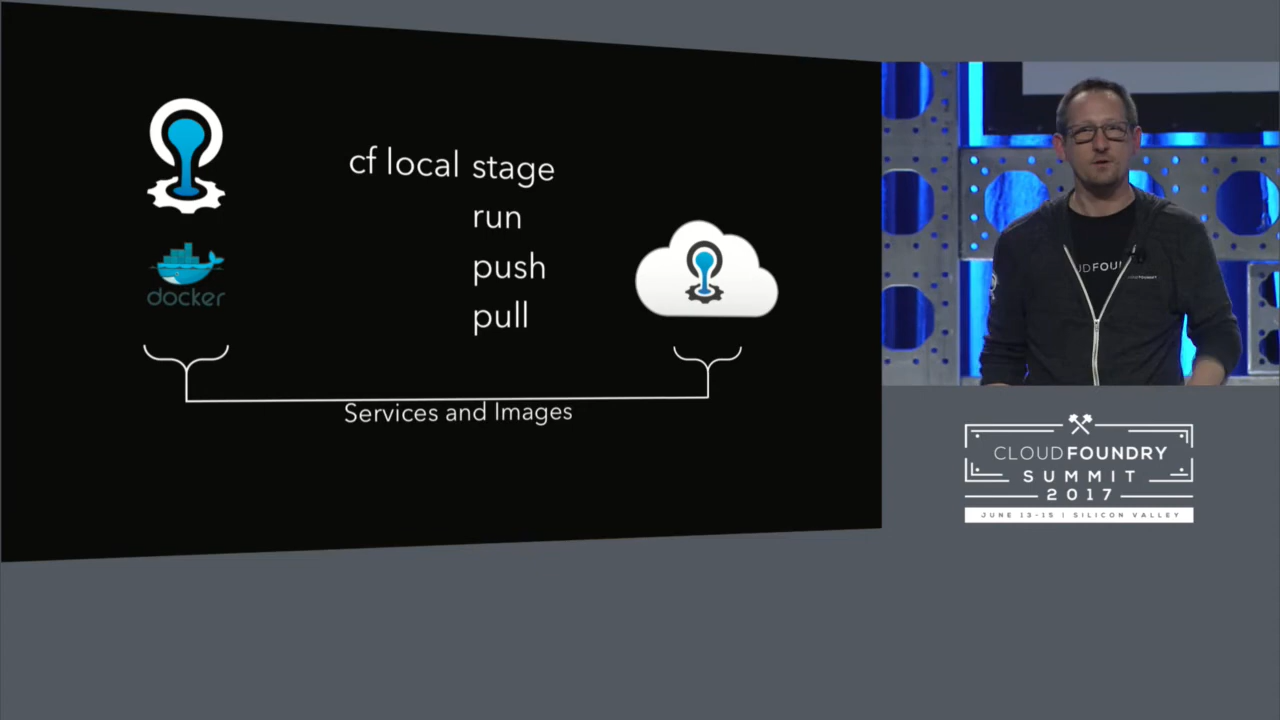 cf local stage
run
push
pull
docker
Services and Images
CLOUD FOUNDRY
SUMMIT
2017
JUNE 13-15 | SILICON VALLEY